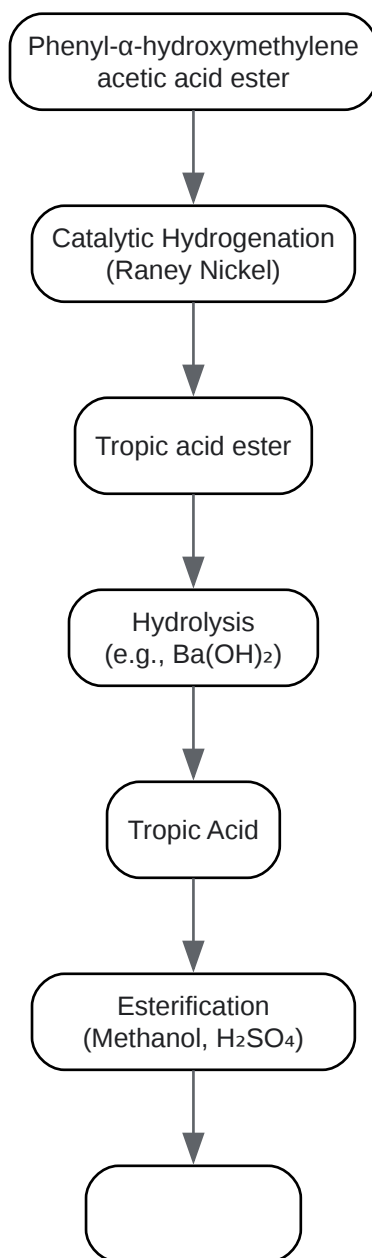 Phenyl-α-hydroxymethylene
acetic acid ester
Catalytic Hydrogenation
(Raney Nickel)
Tropic acid ester
Hydrolysis
(e.g., Ba(OH)₂)
Tropic Acid
Esterification
(Methanol, H₂SO₄)